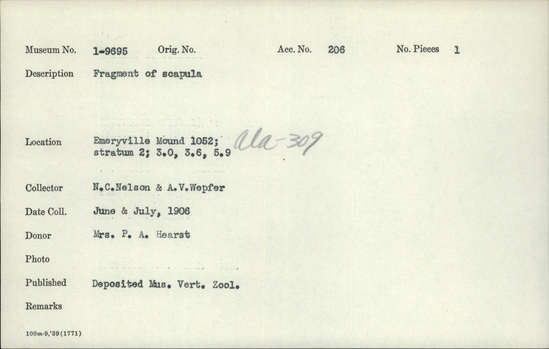 Museum No. 1-9695 Orig. No. Acc. No. 206 No. Pieces 1
Description Fragment of scapula
Location Emeryville Mound 1052; Ala-309
stratum 2; 3.0, 3.6, 5.9
Collector N.C.Nelson & A.V.Wepfer
Date Coll. June & July, 1906
Donor Mrs. P. A. Hearst
Photo
Published Deposited Mus. Vert. Zool.
Remarks
100m-9,'39(1771)